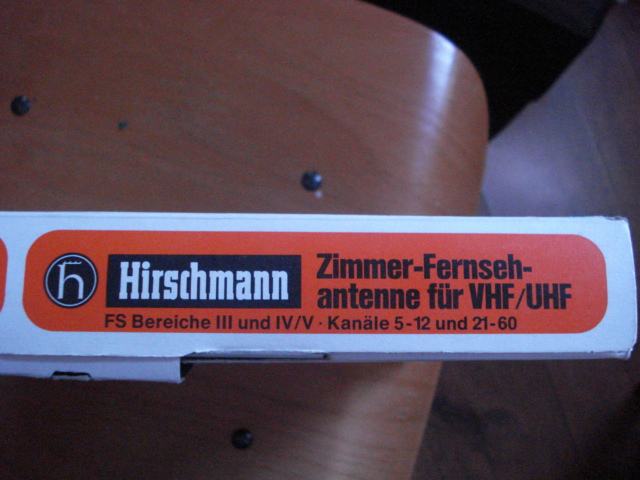 h
Hirschmann
Zimmer-Fernseh-
antenne für VHF/UHF
FS Bereiche III und IV/V · Kanäle 5-12 und 21-60